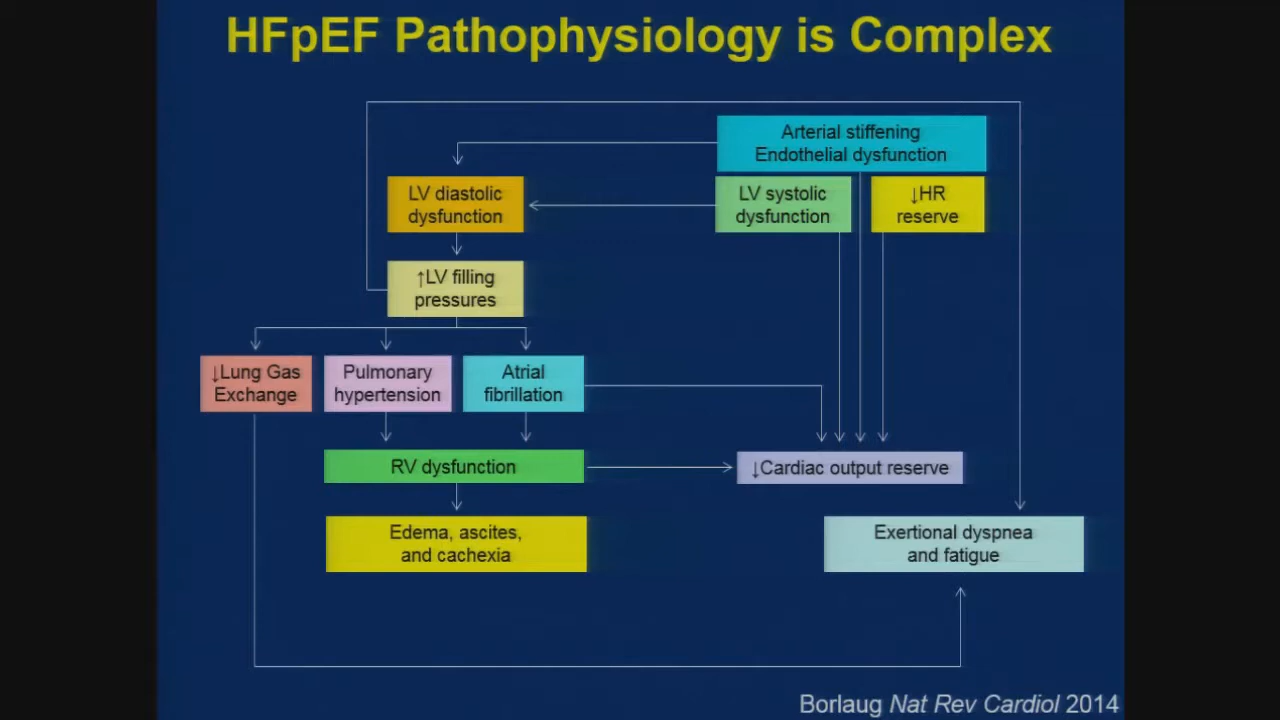 HFpEF Pathophysiology is Complex
Arterial stiffening
Endothelial dysfunction
LV diastolic
dysfunction
LV systolic
dysfunction
↓HR
reserve
↑LV filling
pressures
↓Lung Gas
Exchange
Pulmonary
hypertension
Atrial
fibrillation
RV dysfunction
↓Cardiac output reserve
Edema, ascites,
and cachexia
Exertional dyspnea
and fatigue
Borlaug Nat Rev Cardiol 2014